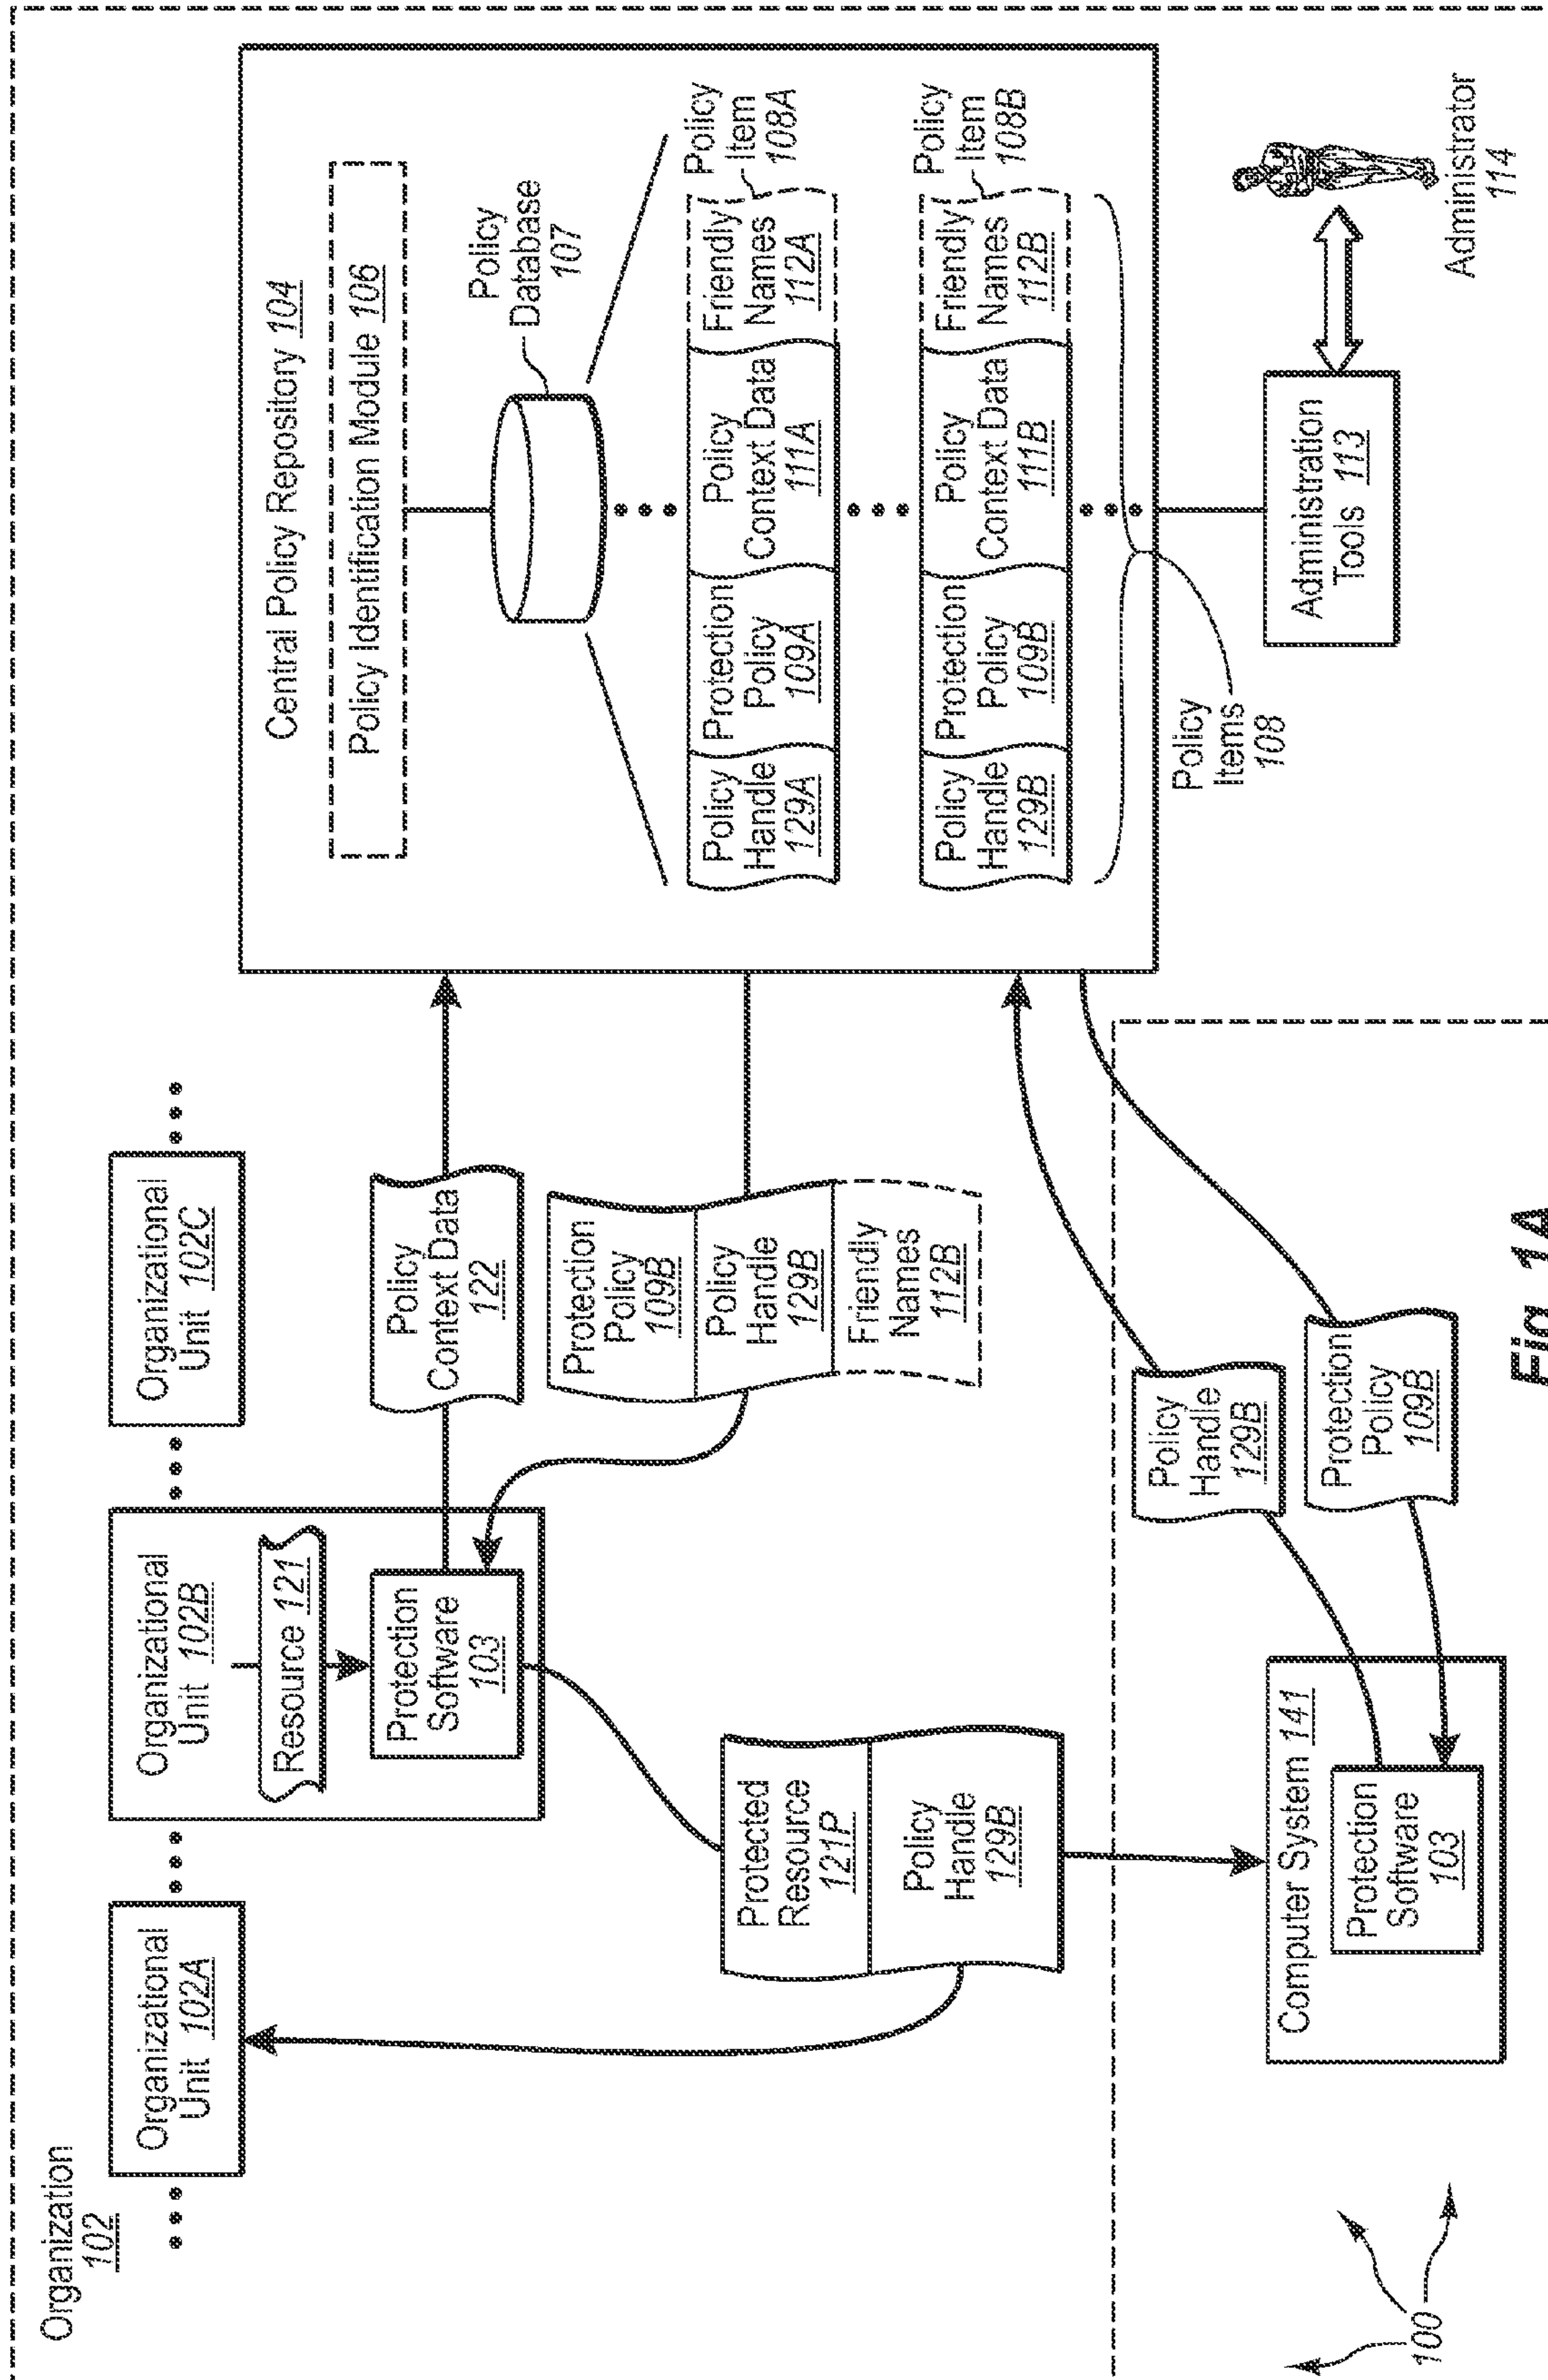 Organization
102
Organizational
Unit 102A
Organizational
Unit 102B
Resource 121
Protection
Software
103
Organizational
Unit 102C
Policy
Context Data
122
Protection
Policy
109B
Policy
Handle
129B
Friendly
Names
112B
Protected
Resource
121P
Policy
Handle
129B
Central Policy Repository 104
Policy Identification Module 106
Policy
Database
107
Policy
Handle
129A
Protection
Policy
109A
Policy
Context Data
111A
Friendly
Names
112A
Policy
Item
108A
Policy
Handle
129B
Protection
Policy
109B
Policy
Context Data
111B
Friendly
Names
112B
Policy
Item
108B
Policy
Items
108
Administration
Tools 113
Administrator
114
Policy
Handle
129B
Protection
Policy
109B
Computer System 141
Protection
Software
103
100
Fig. 1A